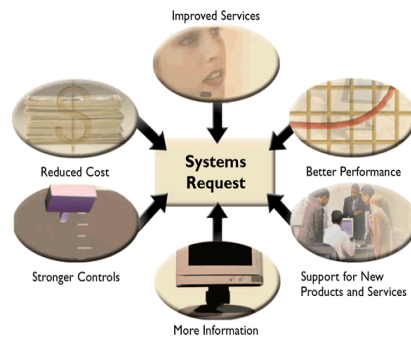 Improved Services
Reduced Cost
Systems
Request
Better Performance
Stronger Controls
Support for New
Products and Services
More Information
$